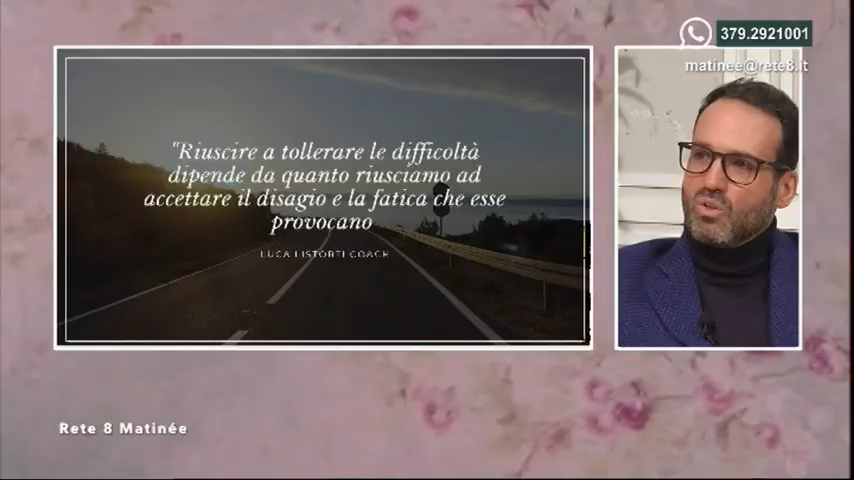 379.2921001
matinee@rete8.it
"Riuscire a tollerare le difficoltà
dipende da quanto riusciamo ad
accettare il disagio e la fatica che esse
provocano
LUCA LISTORTI COACH
Rete 8 Matinée